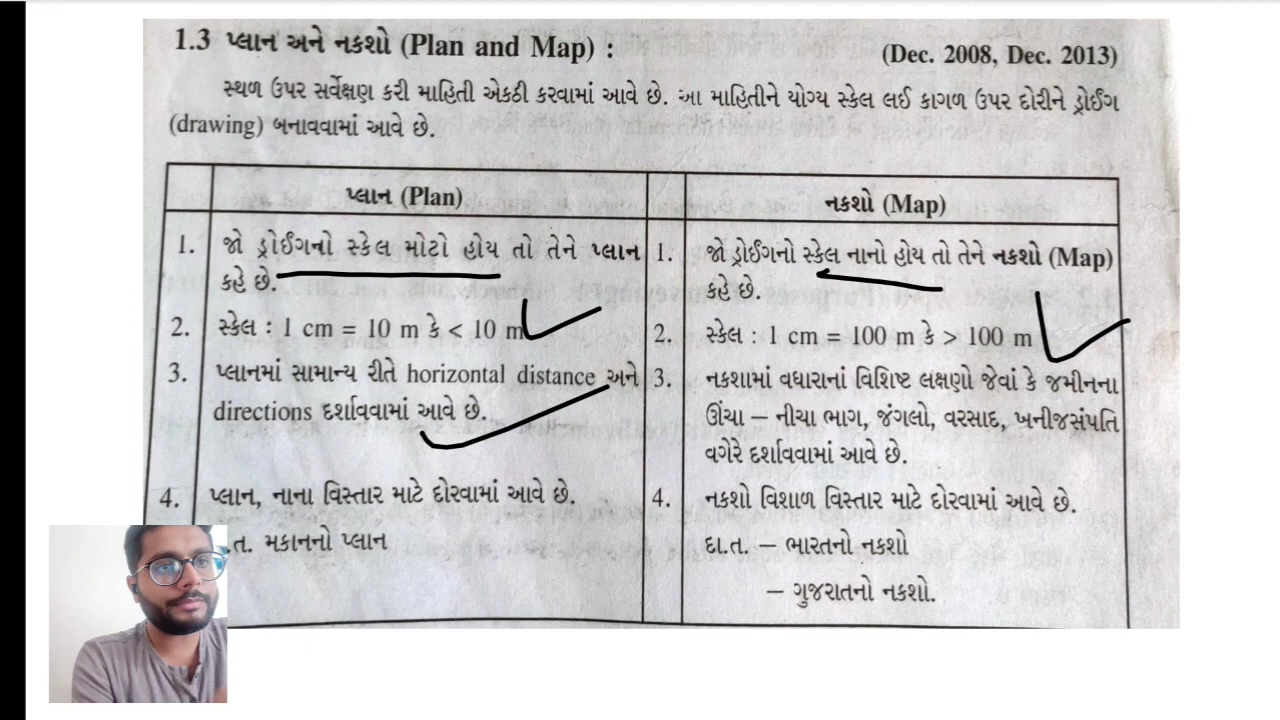 1.3 પ્લાન અને નકશો (Plan and Map) :
(Dec. 2008, Dec. 2013)
સ્થળ ઉપર સર્વેક્ષણ કરી માહિતી એકઠી કરવામાં આવે છે. આ માહિતીને યોગ્ય સ્કેલ લઈ કાગળ ઉપર દોરીને ડ્રોઈંગ
(drawing) બનાવવામાં આવે છે.
પ્લાન (Plan)
1. જો ડ્રોઈંગનો સ્કેલ મોટો હોય તો તેને પ્લાન
કહે છે.
2. સ્કેલ : 1 cm = 10 m કે < 10 m
3. પ્લાનમાં સામાન્ય રીતે horizontal distance અને
directions દર્શાવવામાં આવે છે.
4. પ્લાન, નાના વિસ્તાર માટે દોરવામાં આવે છે.
.ત. મકાનનો પ્લાન
નકશો (Map)
1. જો ડ્રોઈંગનો સ્કેલ નાનો હોય તો તેને નકશો (Map)
કહે છે.
2. સ્કેલ : 1 cm = 100 m કે > 100 m
3. નકશામાં વધારાનાં વિશિષ્ટ લક્ષણો જેવાં કે જમીનના
ઊંચા – નીચા ભાગ, જંગલો, વરસાદ, ખનીજસંપતિ
વગેરે દર્શાવવામાં આવે છે.
4. નકશો વિશાળ વિસ્તાર માટે દોરવામાં આવે છે.
દા.ત. – ભારતનો નકશો
– ગુજરાતનો નકશો.